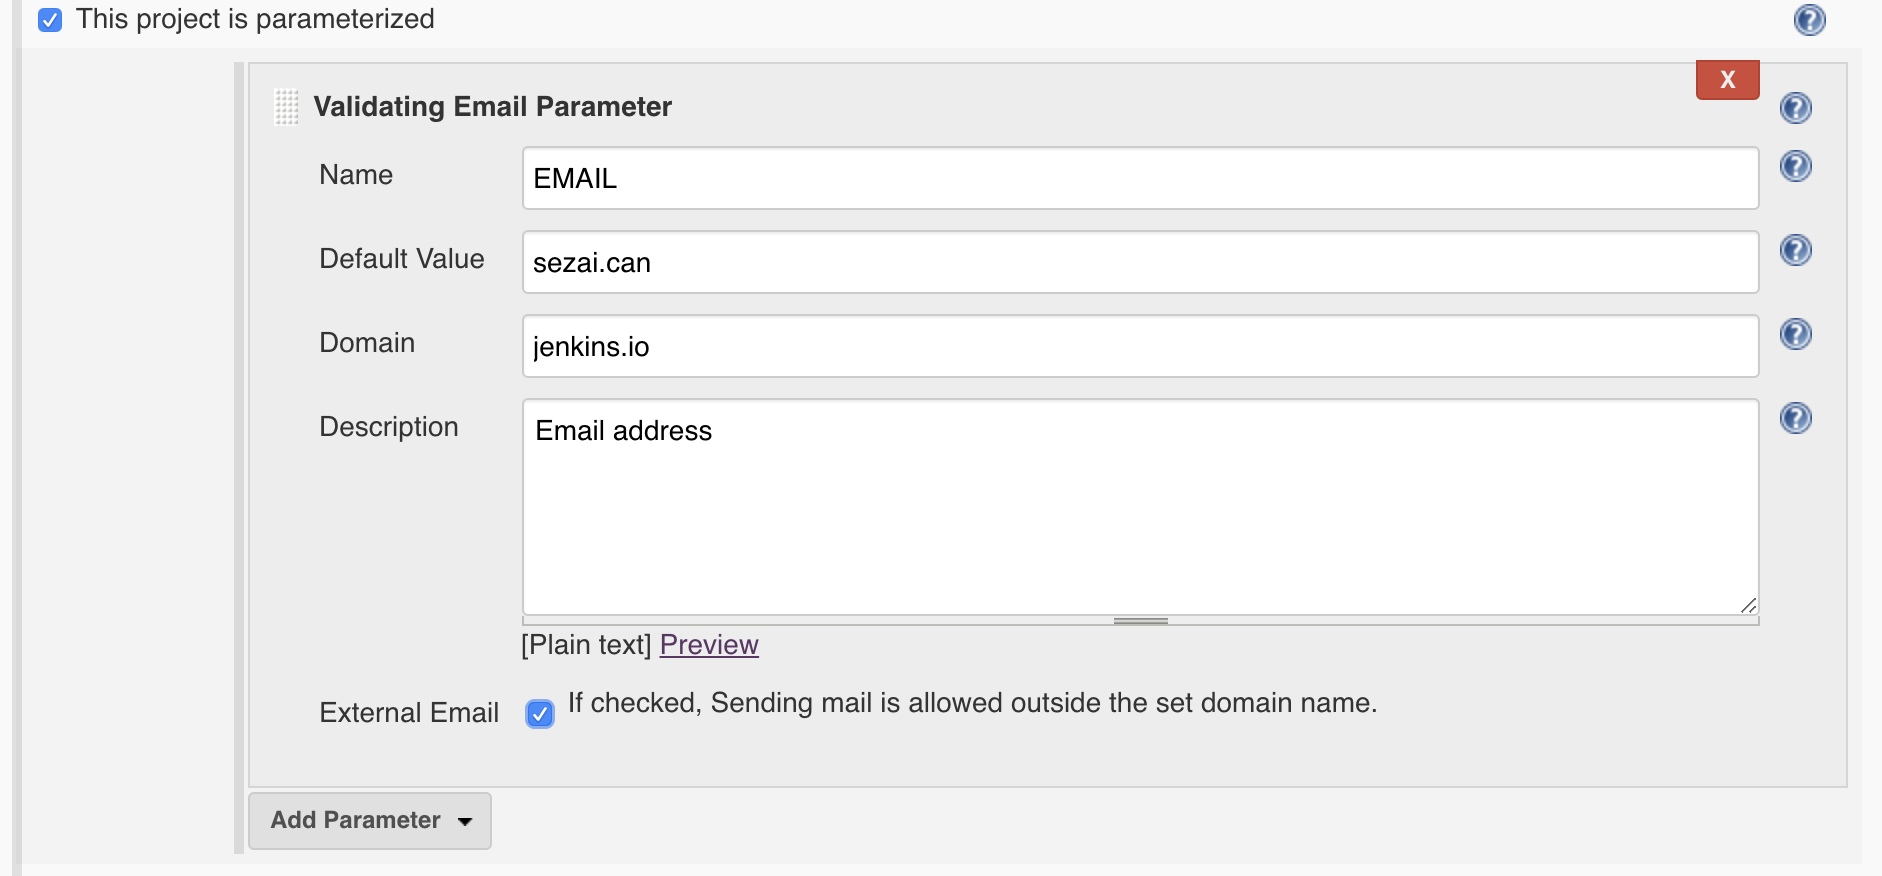 This project is parameterized
?
X
Validating Email Parameter
?
Name
EMAIL
?
Default Value
sezai.can
?
Domain
jenkins.io
?
Description
Email address
?
[Plain text] Preview
External Email
If checked, Sending mail is allowed outside the set domain name.
Add Parameter